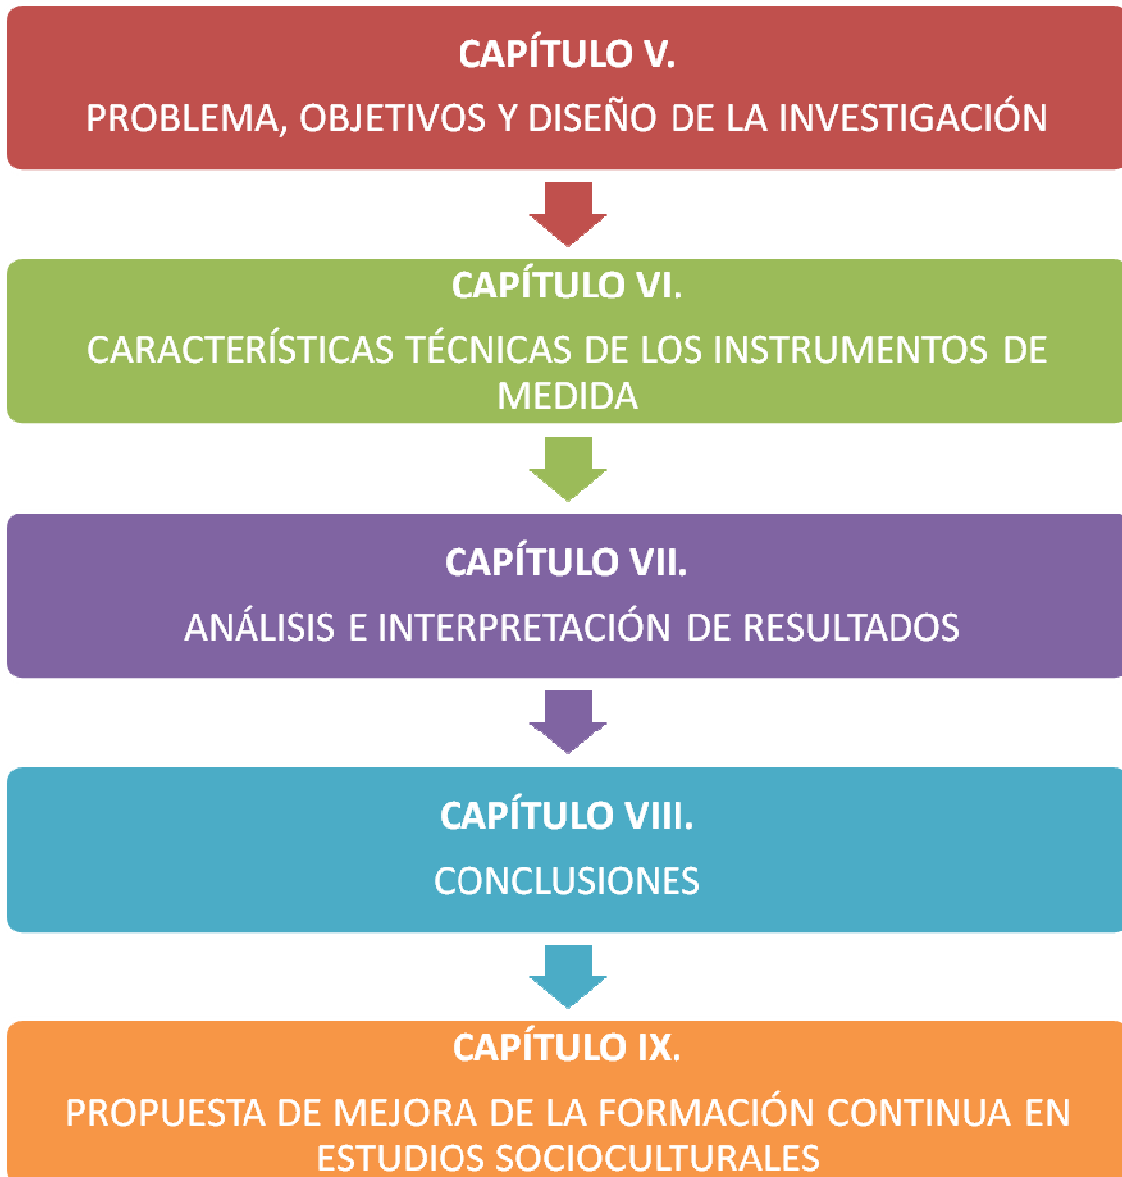 CAPÍTULO V.
PROBLEMA, OBJETIVOS Y DISEÑO DE LA INVESTIGACIÓN
CAPÍTULO VI.
CARACTERÍSTICAS TÉCNICAS DE LOS INSTRUMENTOS DE
MEDIDA
CAPÍTULO VII.
ANÁLISIS E INTERPRETACIÓN DE RESULTADOS
CAPÍTULO VIII.
CONCLUSIONES
CAPÍTULO IX.
PROPUESTA DE MEJORA DE LA FORMACIÓN CONTINUA EN
ESTUDIOS SOCIOCULTURALES